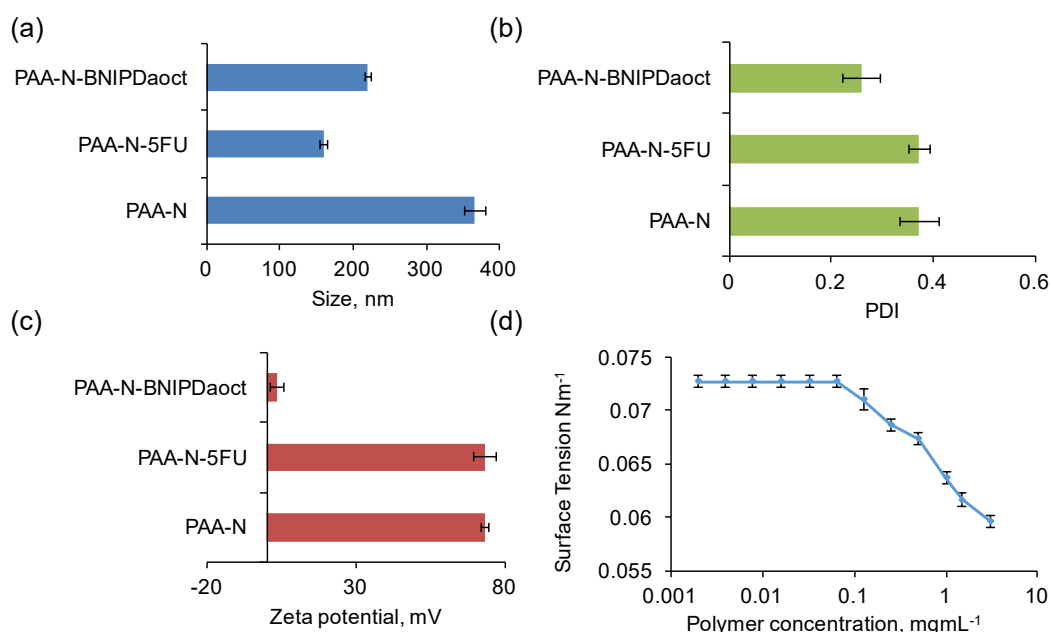 (a)
PAA-N-BNIPDaoct
PAA-N-5FU
PAA-N
0 100 200 300 400
Size, nm
(b)
PAA-N-BNIPDaoct
PAA-N-5FU
PAA-N
0 0.2 0.4 0.6
PDI
(c)
PAA-N-BNIPDaoct
PAA-N-5FU
PAA-N
-20 30 80
Zeta potential, mV
(d)
Surface Tension Nm-1
0.075
0.07
0.065
0.06
0.055
0.001 0.01 0.1 1 10
Polymer concentration, mgmL-1